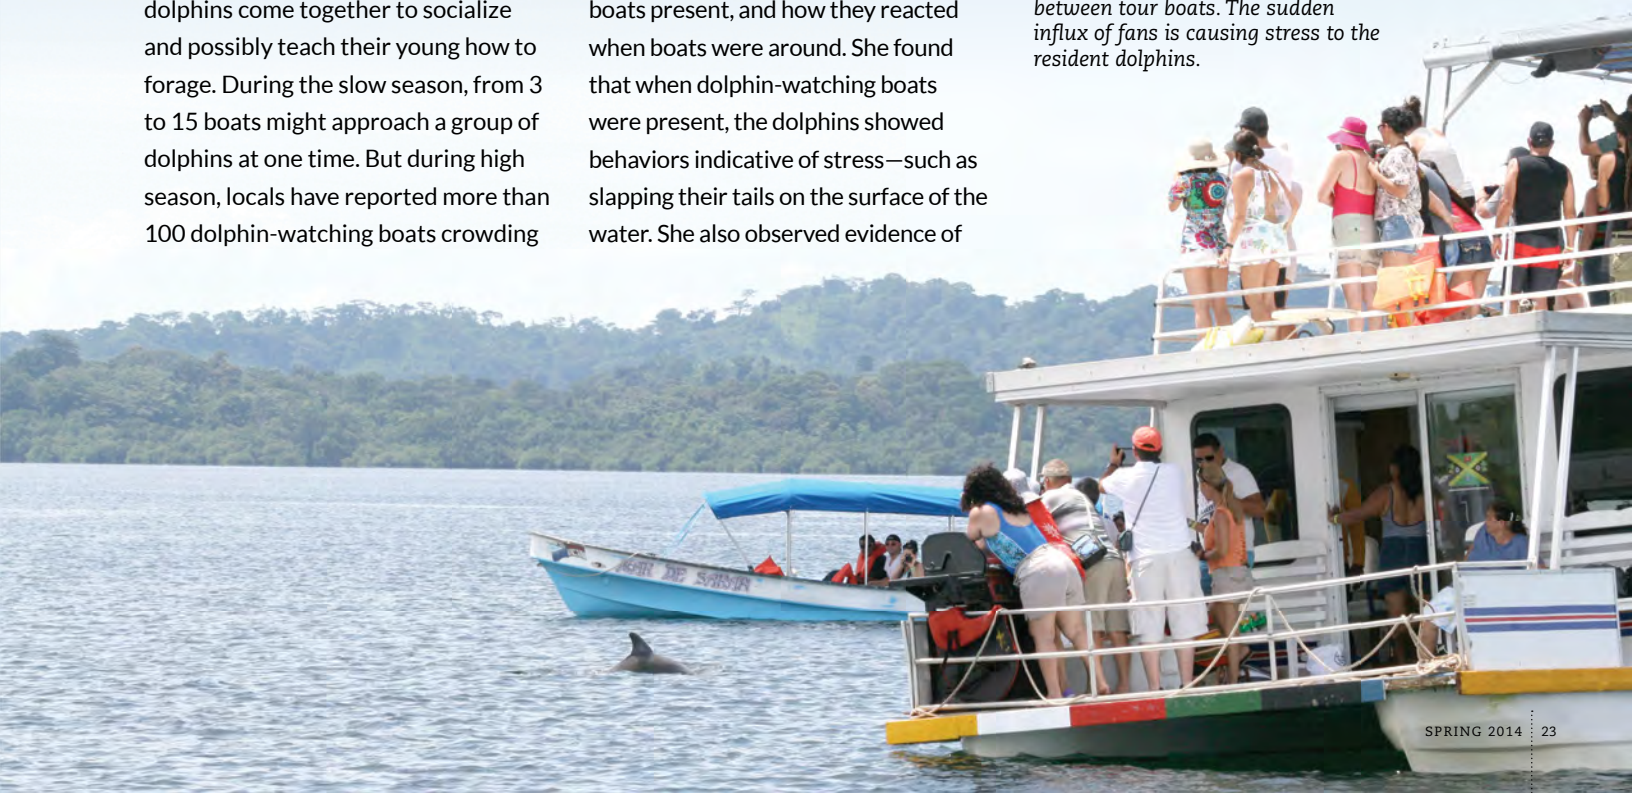 dolphins come together to socialize
and possibly teach their young how to
forage. During the slow season, from 3
to 15 boats might approach a group of
dolphins at one time. But during high
season, locals have reported more than
100 dolphin-watching boats crowding
boats present, and how they reacted
when boats were around. She found
that when dolphin-watching boats
were present, the dolphins showed
behaviors indicative of stress—such as
slapping their tails on the surface of the
water. She also observed evidence of
between tour boats. The sudden
influx of fans is causing stress to the
resident dolphins.
DE
SPRING 2014
23